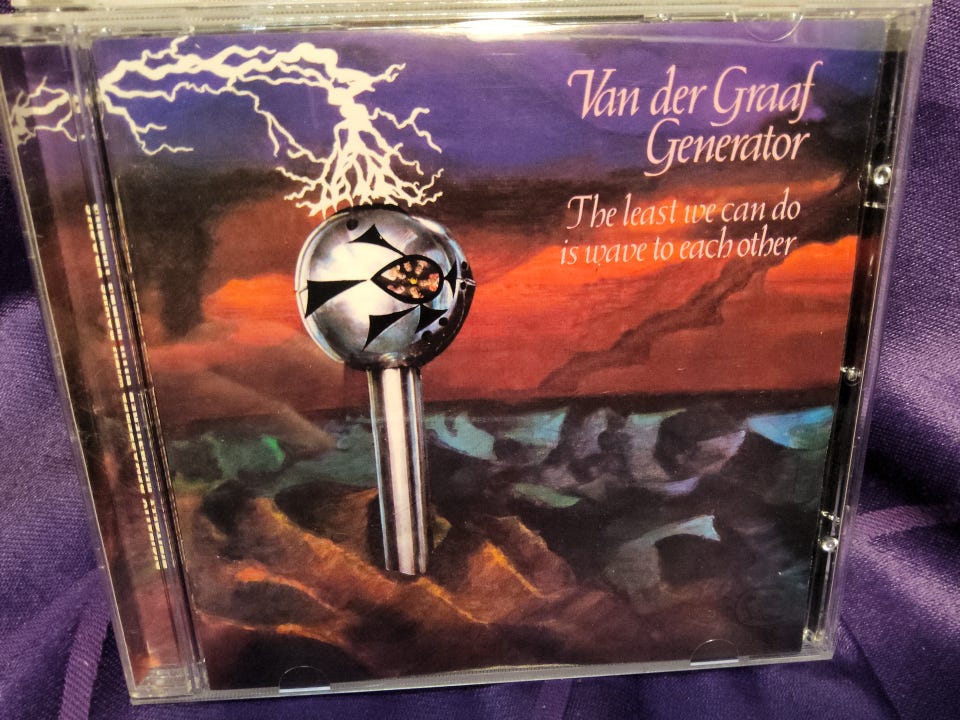 Van der Graaf
Generator
The least we can do
is wave to each other